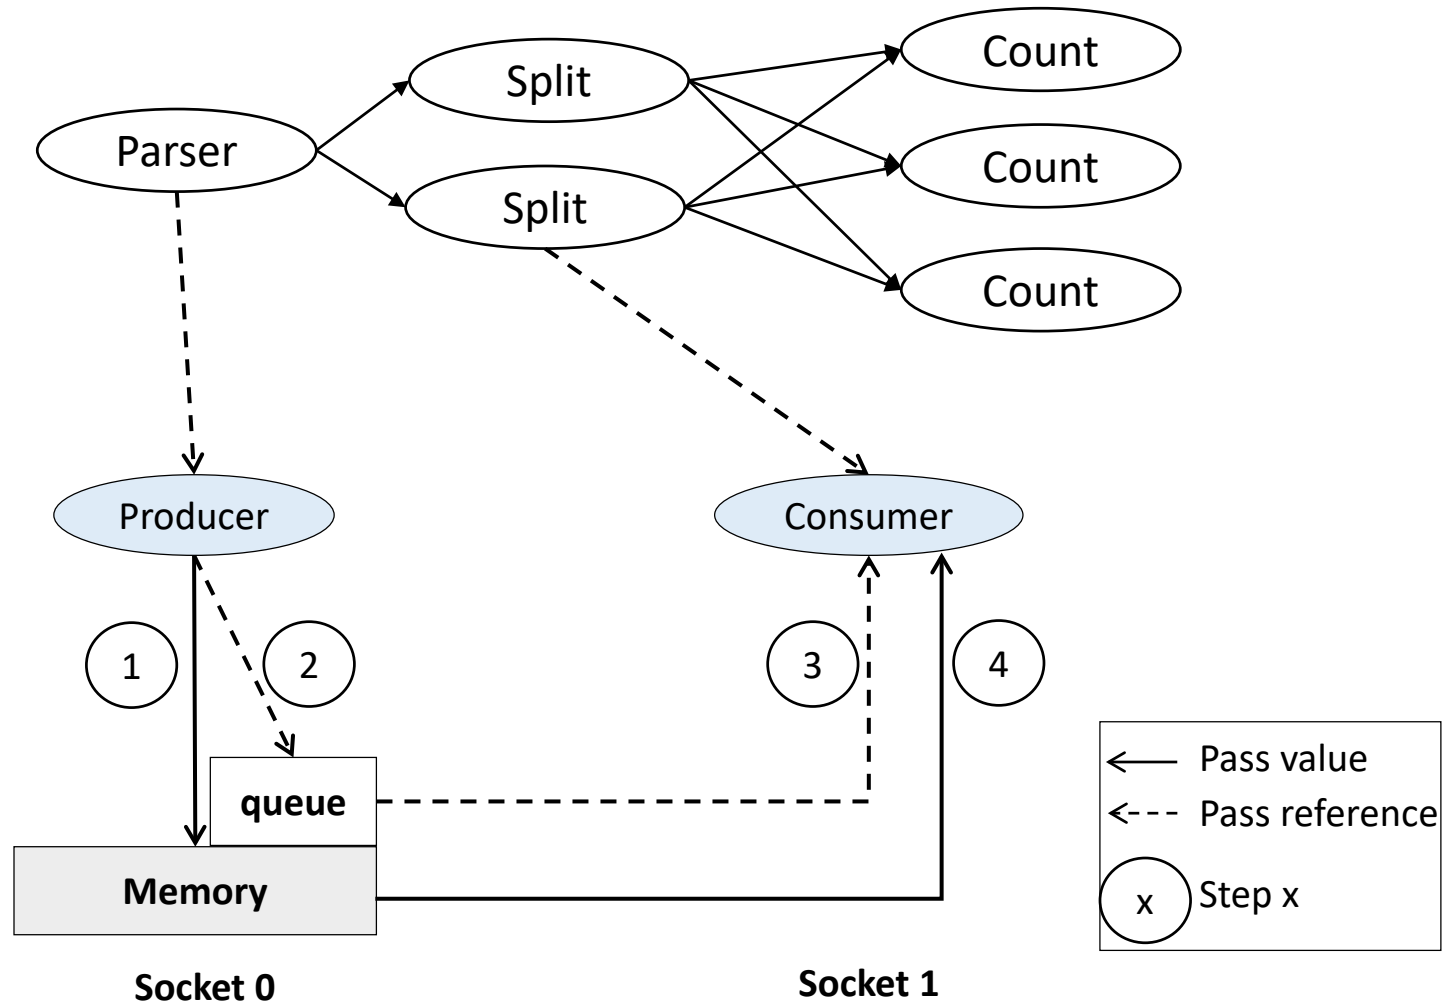 Count
Split
Parser
Count
Split
Count
Producer
Consumer
1
2
3
4
queue
Memory
Pass value
Pass reference
x
Step x
Socket 0
Socket 1